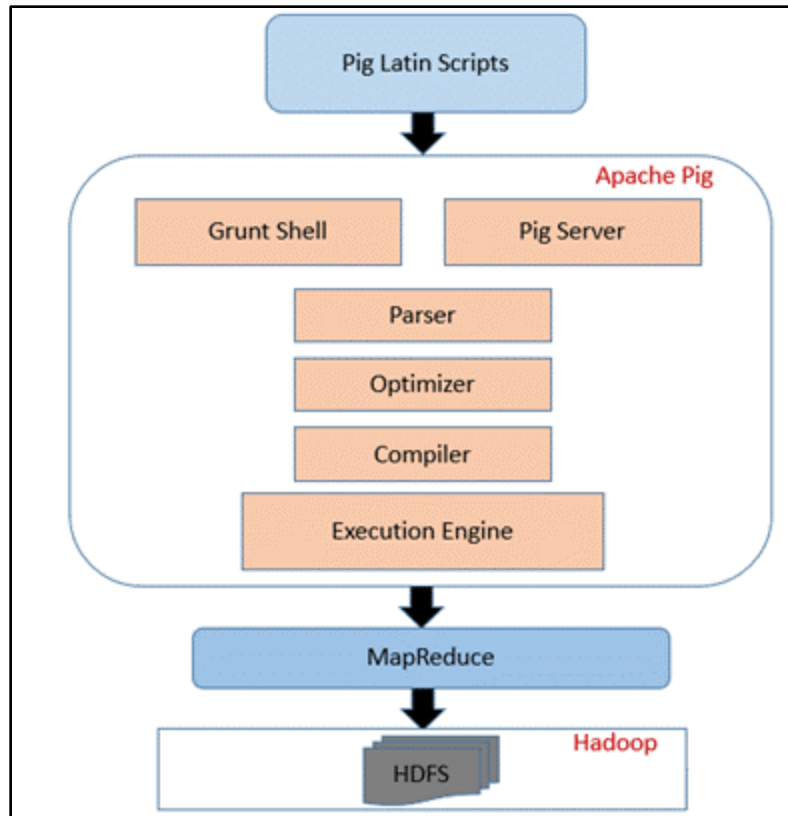 Pig Latin Scripts
Apache Pig
Grunt Shell
Pig Server
Parser
Optimizer
Compiler
Execution Engine
MapReduce
Hadoop
HDFS